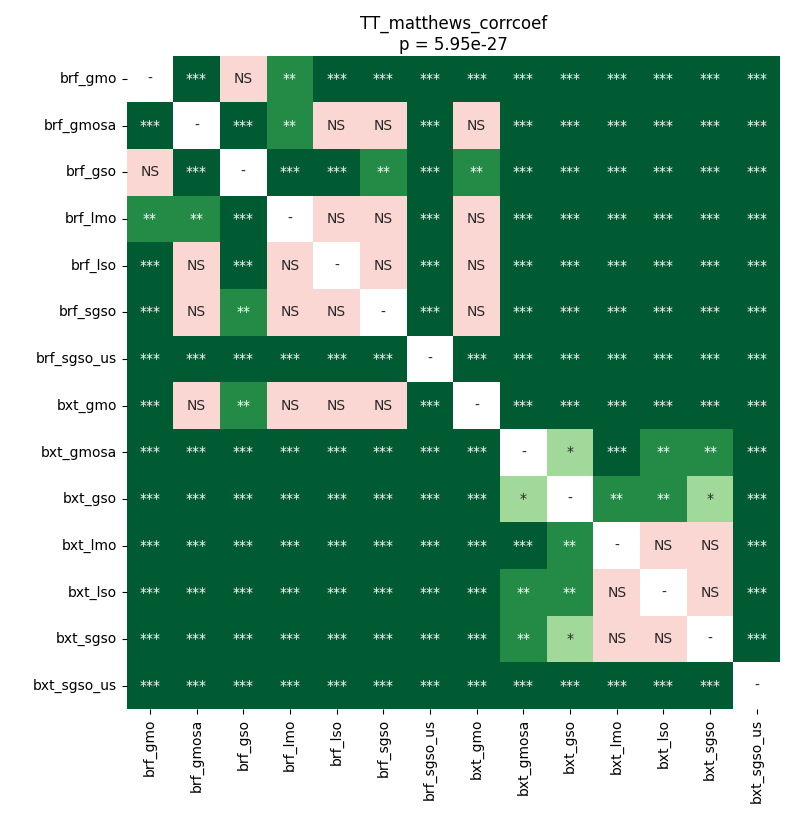 TT_matthews_corrcoef
p = 5.95e-27
brf_gmo - *** NS ** *** *** *** *** *** *** *** *** *** ***
brf_gmosa *** - *** ** NS NS *** NS *** *** *** *** *** ***
brf_gso NS *** - *** *** ** *** ** *** *** *** *** *** ***
brf_lmo ** ** *** - NS NS *** NS *** *** *** *** *** ***
brf_lso *** NS *** NS - NS *** NS *** *** *** *** *** ***
brf_sgso *** NS ** NS NS - *** NS *** *** *** *** *** ***
brf_sgso_us *** *** *** *** *** *** - *** *** *** *** *** *** ***
bxt_gmo *** NS ** NS NS NS *** - *** *** *** *** *** ***
bxt_gmosa *** *** *** *** *** *** *** *** - * *** ** ** ***
bxt_gso *** *** *** *** *** *** *** *** * - ** ** * ***
bxt_lmo *** *** *** *** *** *** *** *** *** ** - NS NS ***
bxt_lso *** *** *** *** *** *** *** *** ** ** NS - NS ***
bxt_sgso *** *** *** *** *** *** *** *** ** * NS NS - ***
bxt_sgso_us *** *** *** *** *** *** *** *** *** *** *** *** *** -
brf_gmo
brf_gmosa
brf_gso
brf_lmo
brf_lso
brf_sgso
brf_sgso_us
bxt_gmo
bxt_gmosa
bxt_gso
bxt_lmo
bxt_lso
bxt_sgso
bxt_sgso_us